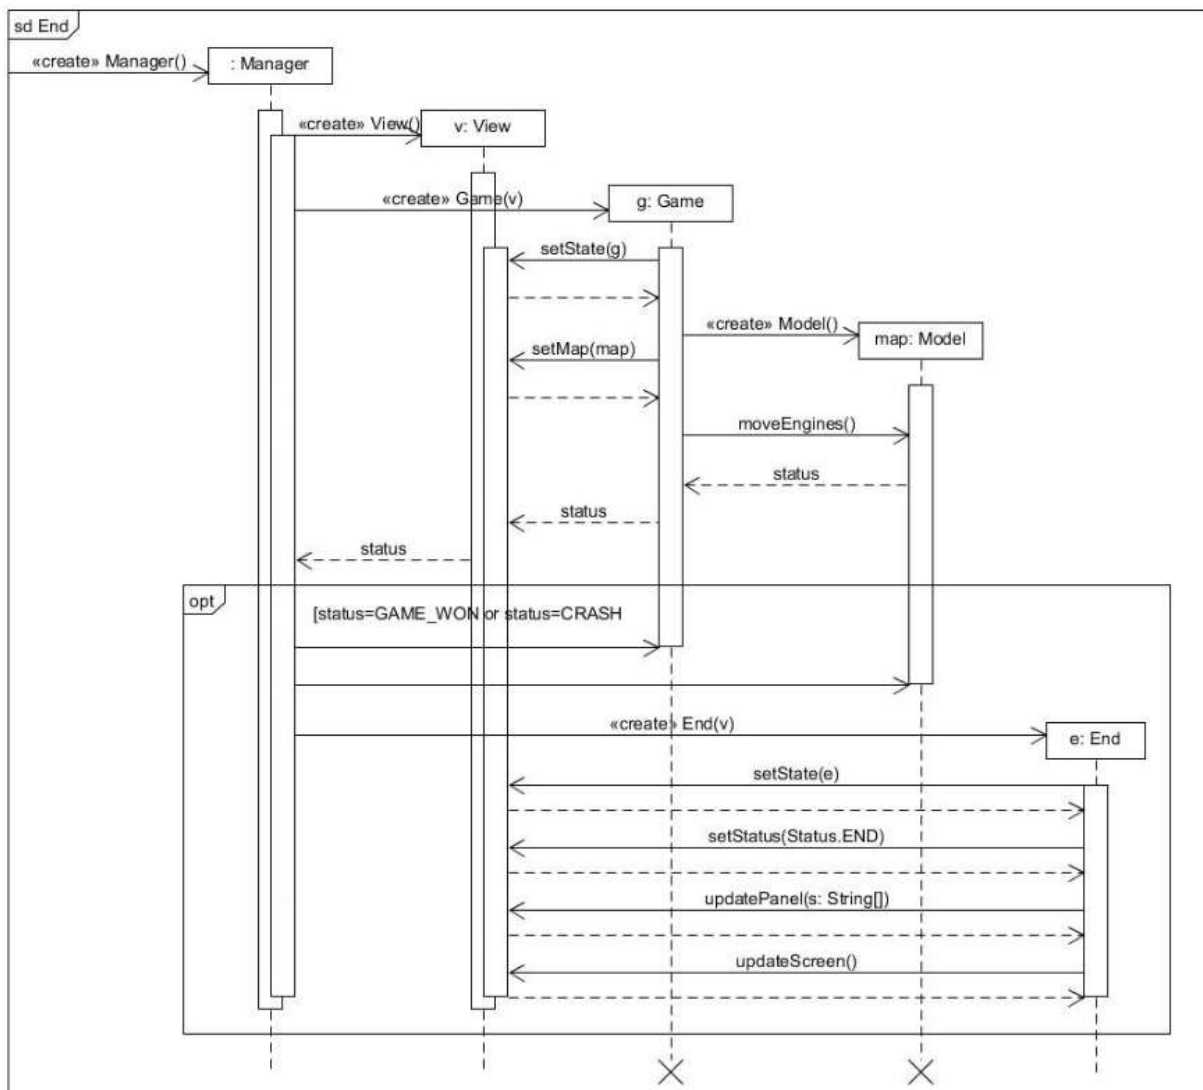 sd End
«create» Manager()
: Manager
«create» View()
v: View
«create» Game(v)
g: Game
setState(g)
«create» Model()
map: Model
setMap(map)
moveEngines()
status
status
status
opt
[status=GAME_WON or status=CRASH
«create» End(v)
e: End
setState(e)
setStatus(Status.END)
updatePanel(s: String[])
updateScreen()